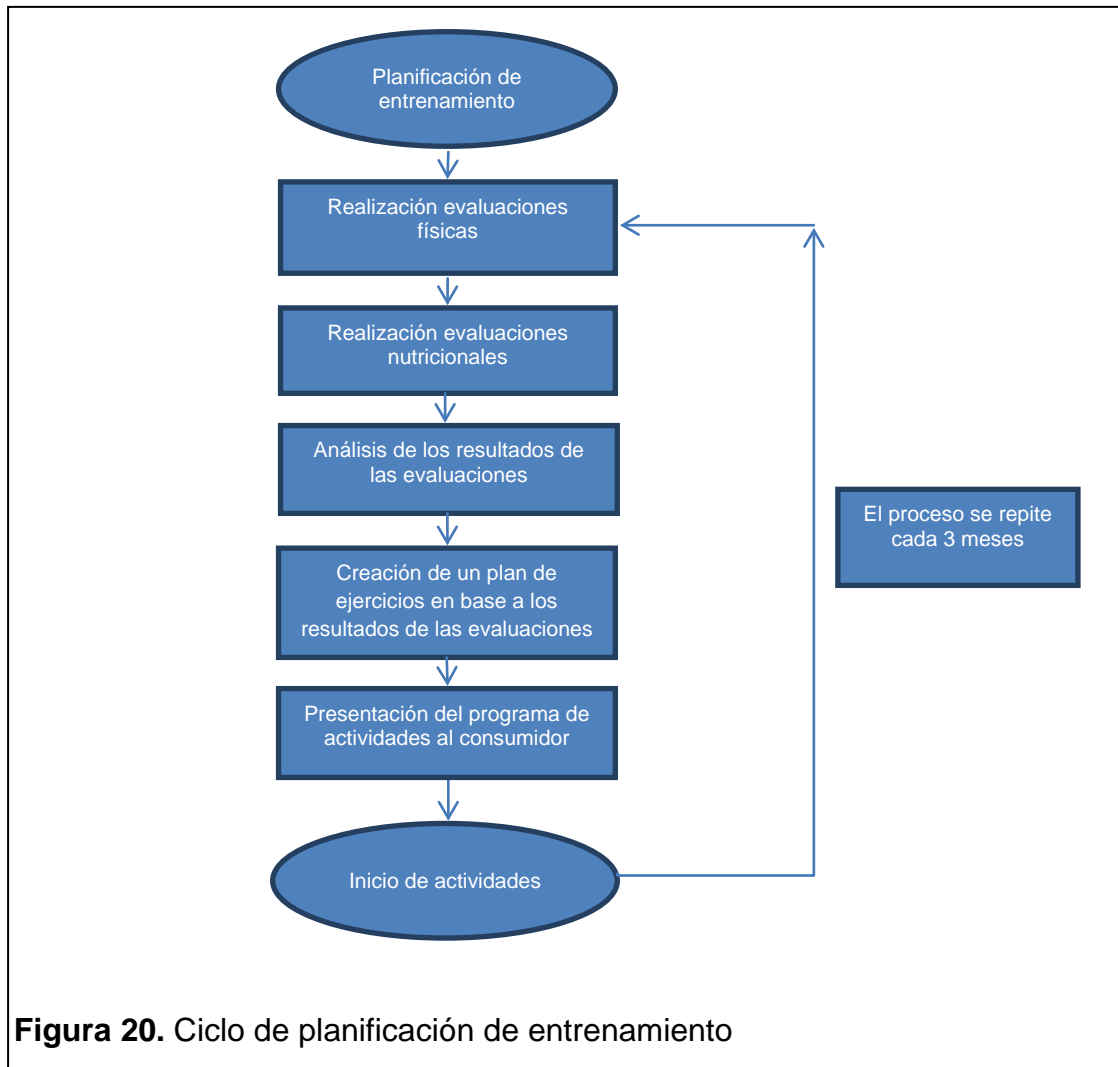 Planificación de
entrenamiento
Realización evaluaciones
físicas
Realización evaluaciones
nutricionales
Análisis de los resultados de
las evaluaciones
El proceso se repite
cada 3 meses
Creación de un plan de
ejercicios en base a los
resultados de las evaluaciones
Presentación del programa de
actividades al consumidor
Inicio de actividades
Figura 20. Ciclo de planificación de entrenamiento